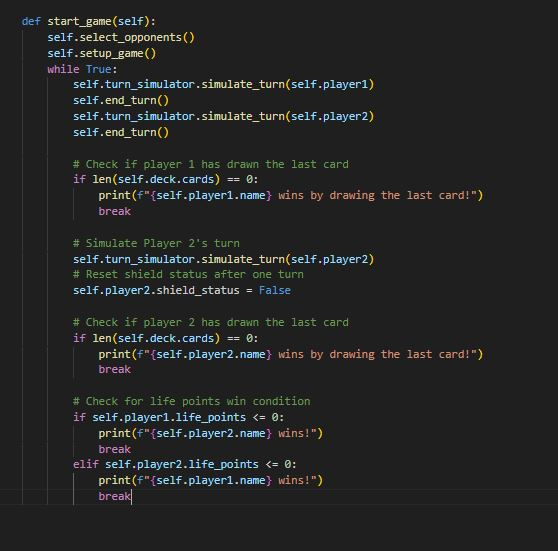 def start_game(self):
    self.select_opponents()
    self.setup_game()
    while True:
        self.turn_simulator.simulate_turn(self.player1)
        self.end_turn()
        self.turn_simulator.simulate_turn(self.player2)
        self.end_turn()

        # Check if player 1 has drawn the last card
        if len(self.deck.cards) == 0:
            print(f"{self.player1.name} wins by drawing the last card!")
            break

        # Simulate Player 2's turn
        self.turn_simulator.simulate_turn(self.player2)
        # Reset shield status after one turn
        self.player2.shield_status = False

        # Check if player 2 has drawn the last card
        if len(self.deck.cards) == 0:
            print(f"{self.player2.name} wins by drawing the last card!")
            break

        # Check for life points win condition
        if self.player1.life_points <= 0:
            print(f"{self.player2.name} wins!")
            break
        elif self.player2.life_points <= 0:
            print(f"{self.player1.name} wins!")
            break